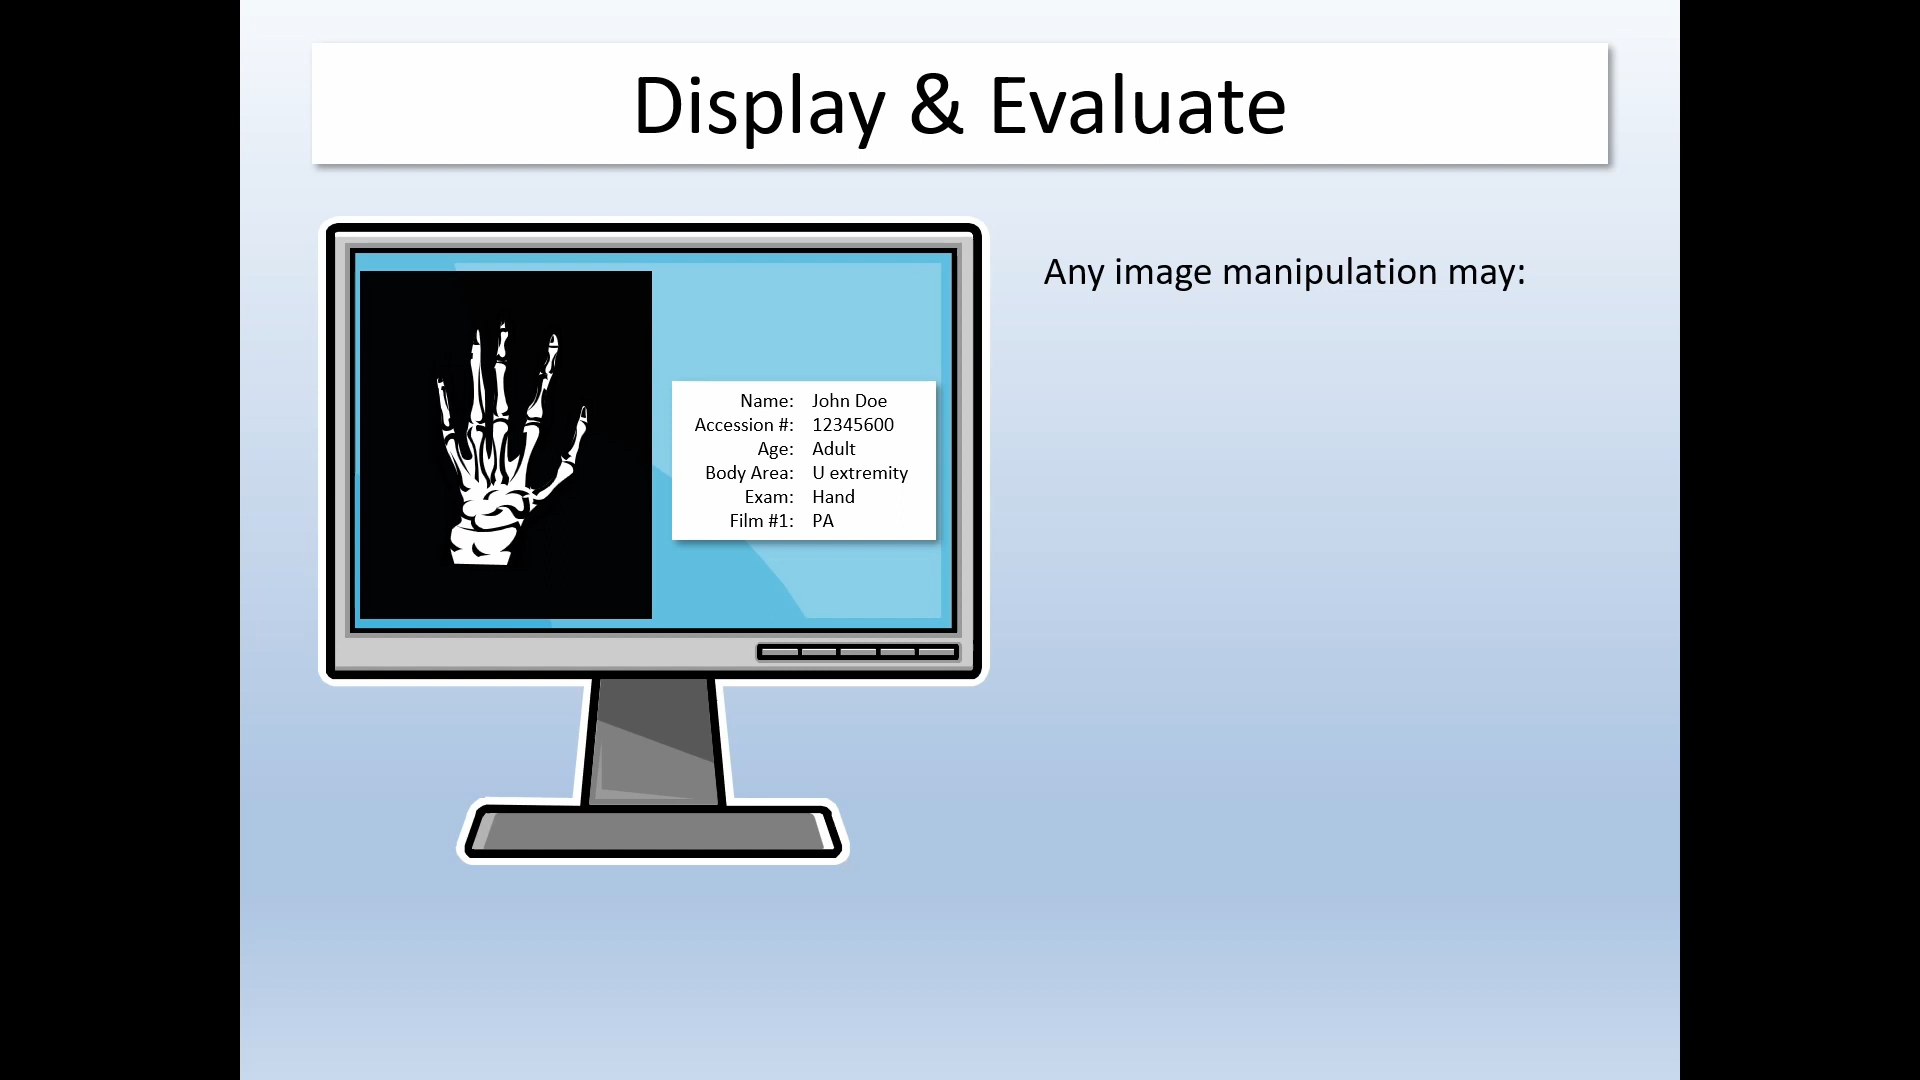 Display & Evaluate
Any image manipulation may:
Name: John Doe
Accession #: 12345600
Age: Adult
Body Area: U extremity
Exam: Hand
Film #1: PA